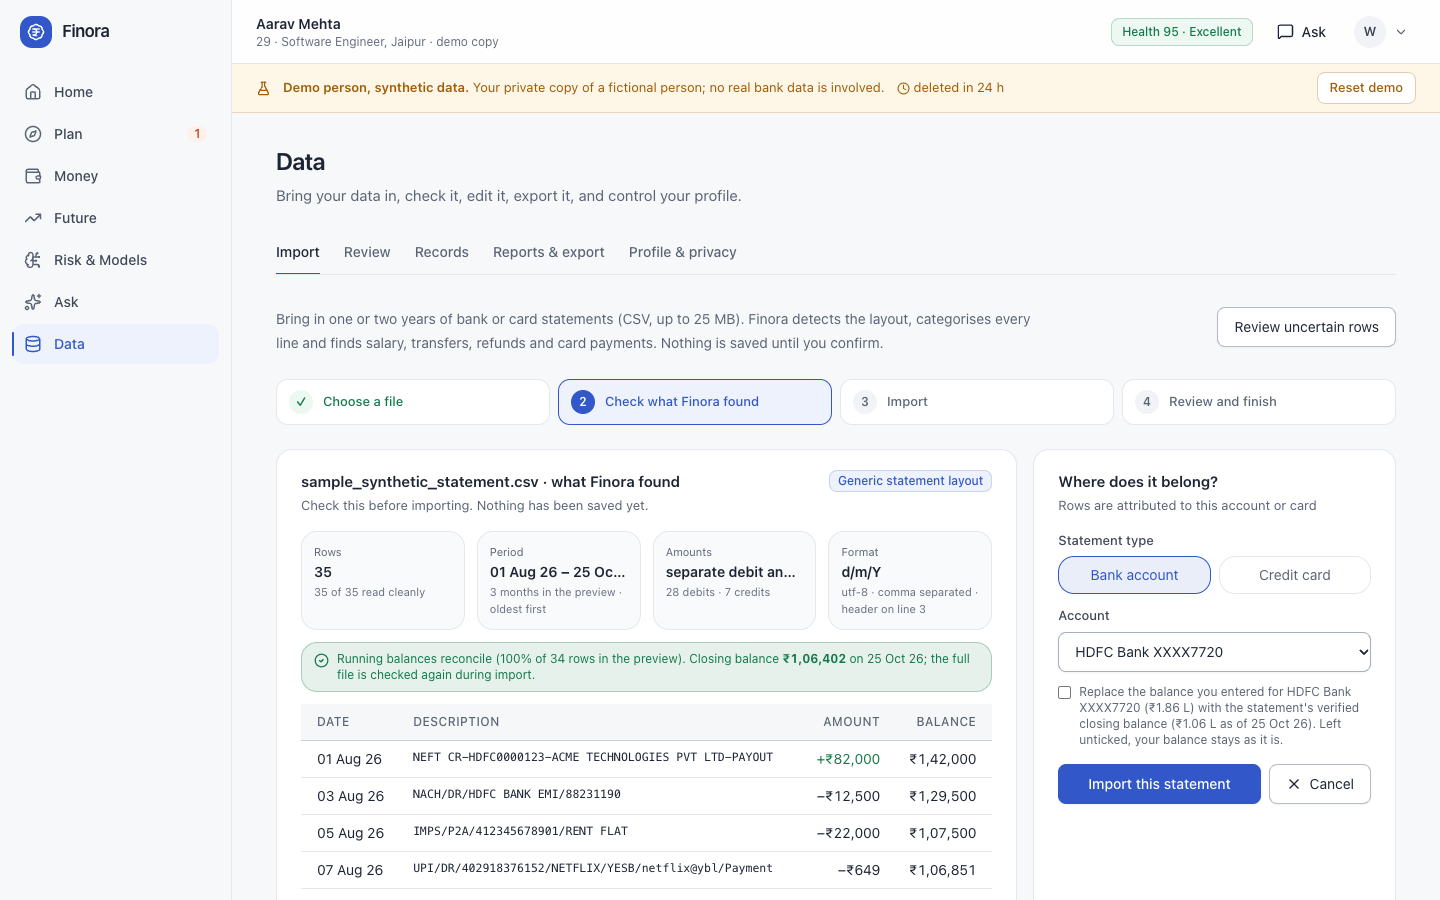 Finora
Home
Plan 1
Money
Future
Risk & Models
Ask
Data
Aarav Mehta
29 · Software Engineer, Jaipur · demo copy
Health 95 · Excellent
Ask
W
Demo person, synthetic data. Your private copy of a fictional person; no real bank data is involved. deleted in 24 h
Reset demo
Data
Bring your data in, check it, edit it, export it, and control your profile.
Import Review Records Reports & export Profile & privacy
Bring in one or two years of bank or card statements (CSV, up to 25 MB). Finora detects the layout, categorises every
line and finds salary, transfers, refunds and card payments. Nothing is saved until you confirm.
Review uncertain rows
Choose a file
2 Check what Finora found
3 Import
4 Review and finish
sample_synthetic_statement.csv · what Finora found
Generic statement layout
Check this before importing. Nothing has been saved yet.
Rows
35
35 of 35 read cleanly
Period
01 Aug 26 – 25 Oc...
3 months in the preview ·
oldest first
Amounts
separate debit an...
28 debits · 7 credits
Format
d/m/Y
utf-8 · comma separated ·
header on line 3
Running balances reconcile (100% of 34 rows in the preview). Closing balance ₹1,06,402 on 25 Oct 26; the full
file is checked again during import.
DATE DESCRIPTION AMOUNT BALANCE
01 Aug 26 NEFT CR-HDFC0000123-ACME TECHNOLOGIES PVT LTD-PAYOUT +₹82,000 ₹1,42,000
03 Aug 26 NACH/DR/HDFC BANK EMI/88231190 −₹12,500 ₹1,29,500
05 Aug 26 IMPS/P2A/412345678901/RENT FLAT −₹22,000 ₹1,07,500
07 Aug 26 UPI/DR/402918376152/NETFLIX/YESB/netflix@ybl/Payment −₹649 ₹1,06,851
Where does it belong?
Rows are attributed to this account or card
Statement type
Bank account Credit card
Account
HDFC Bank XXXX7720
Replace the balance you entered for HDFC Bank
XXXX7720 (₹1.86 L) with the statement's verified
closing balance (₹1.06 L as of 25 Oct 26). Left
unticked, your balance stays as it is.
Import this statement
Cancel